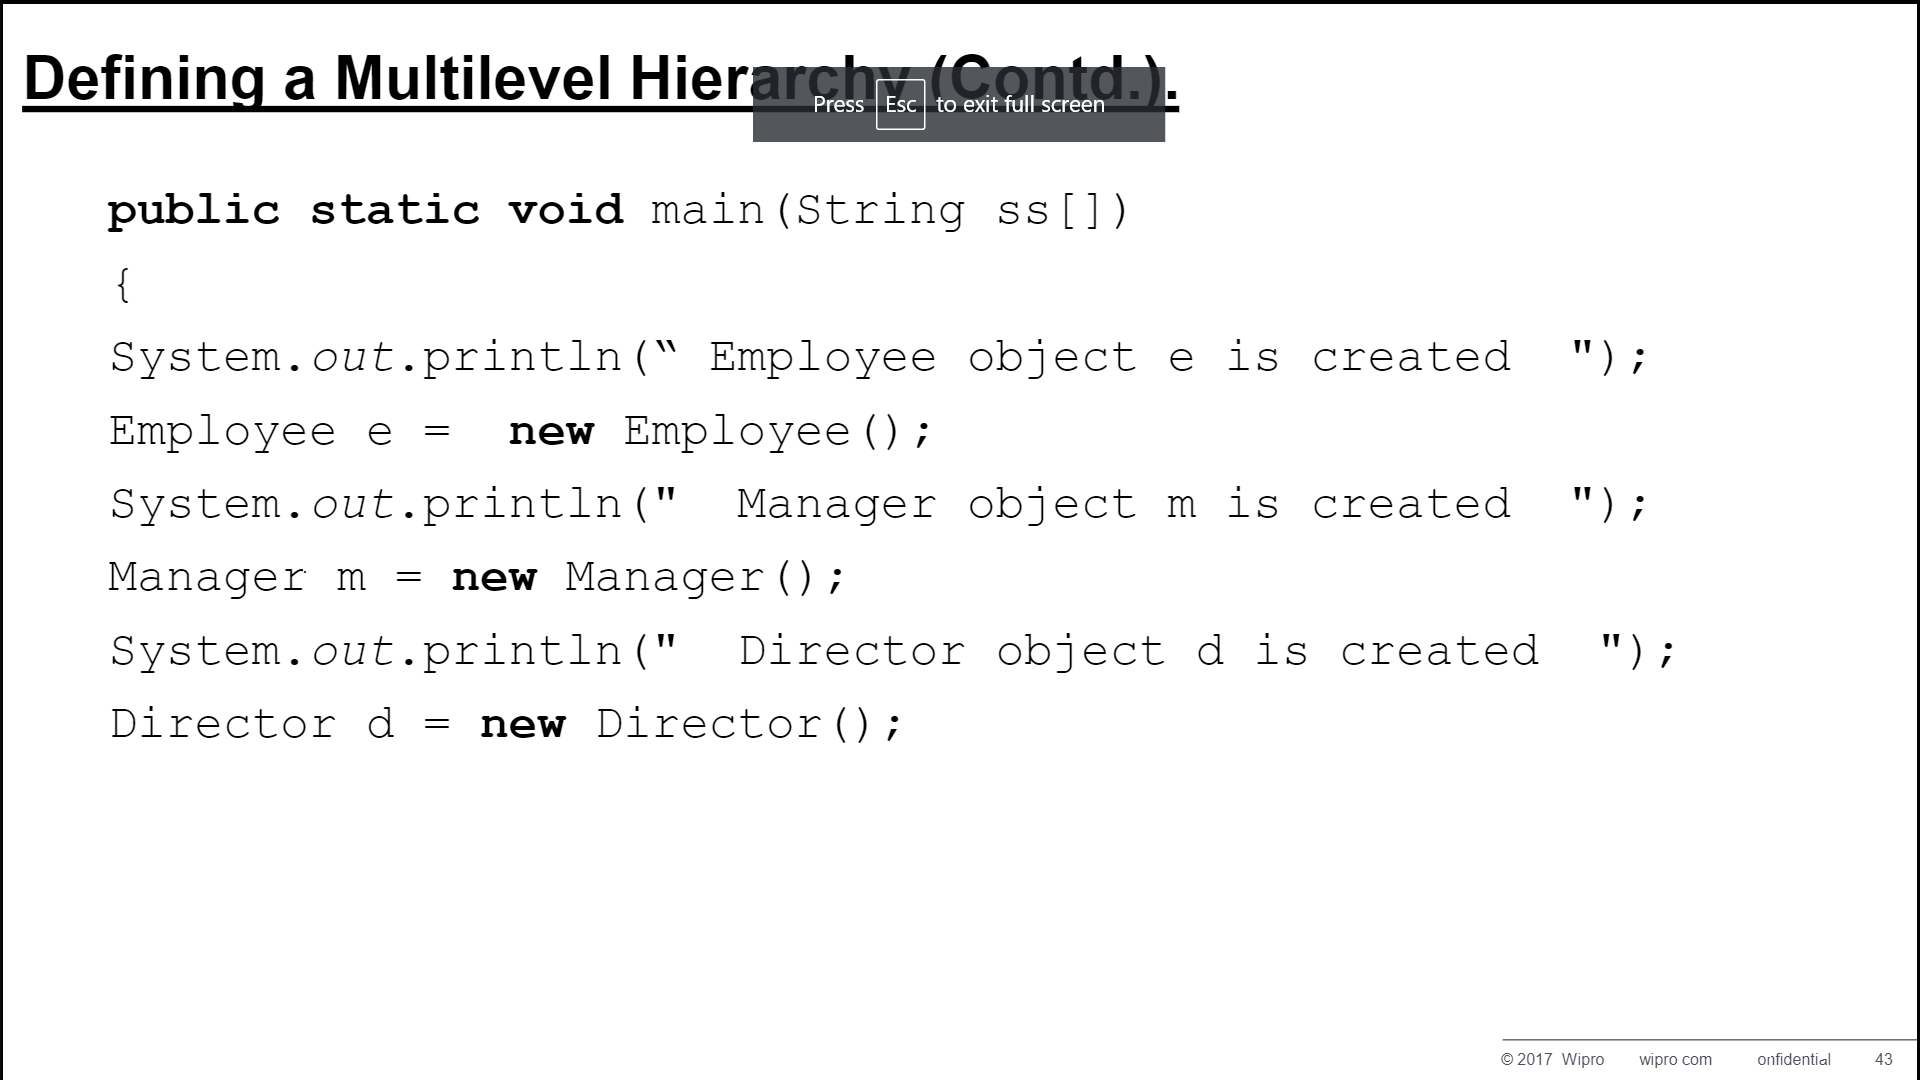 Defining a Multilevel Hierarchy (Contd.).
Press Esc to exit full screen
public static void main(String ss[])
{
System.out.println(“ Employee object e is created  ");
Employee e =  new Employee();
System.out.println("  Manager object m is created  ");
Manager m = new Manager();
System.out.println("  Director object d is created  ");
Director d = new Director();
© 2017 Wipro wipro com onfidential 43